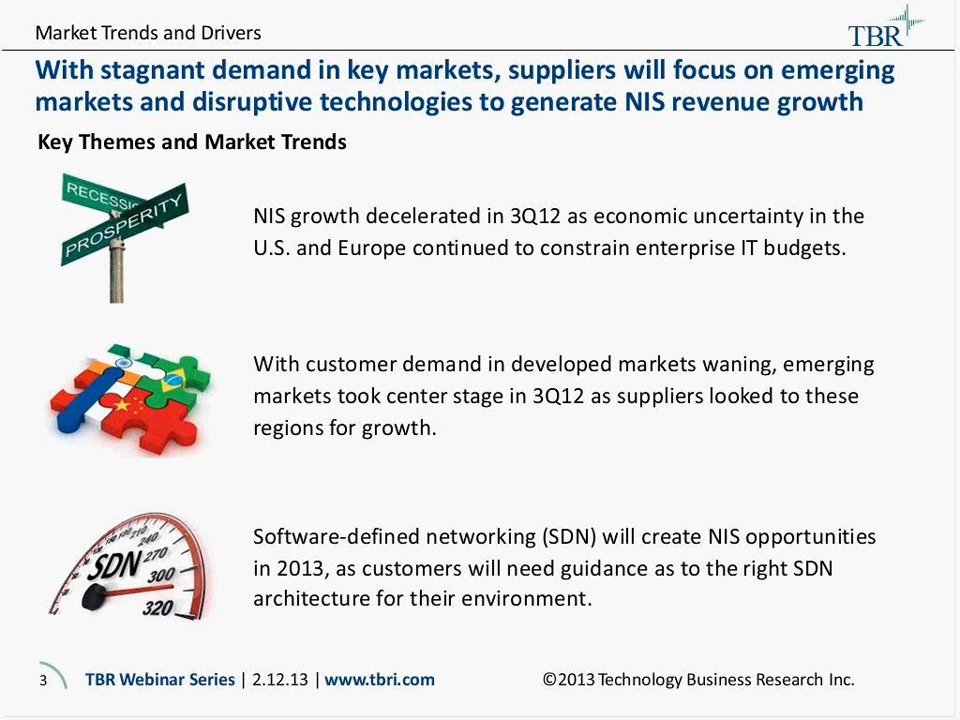 Market Trends and Drivers
TBR
With stagnant demand in key markets, suppliers will focus on emerging
markets and disruptive technologies to generate NIS revenue growth
Key Themes and Market Trends
PROSPERITY
NIS growth decelerated in 3Q12 as economic uncertainty in the
U.S. and Europe continued to constrain enterprise IT budgets.
With customer demand in developed markets waning, emerging
markets took center stage in 3Q12 as suppliers looked to these
regions for growth.
210
240
270
300
320
SDN
Software-defined networking (SDN) will create NIS opportunities
in 2013, as customers will need guidance as to the right SDN
architecture for their environment.
3
TBR Webinar Series | 2.12.13 | www.tbri.com
©2013 Technology Business Research Inc.